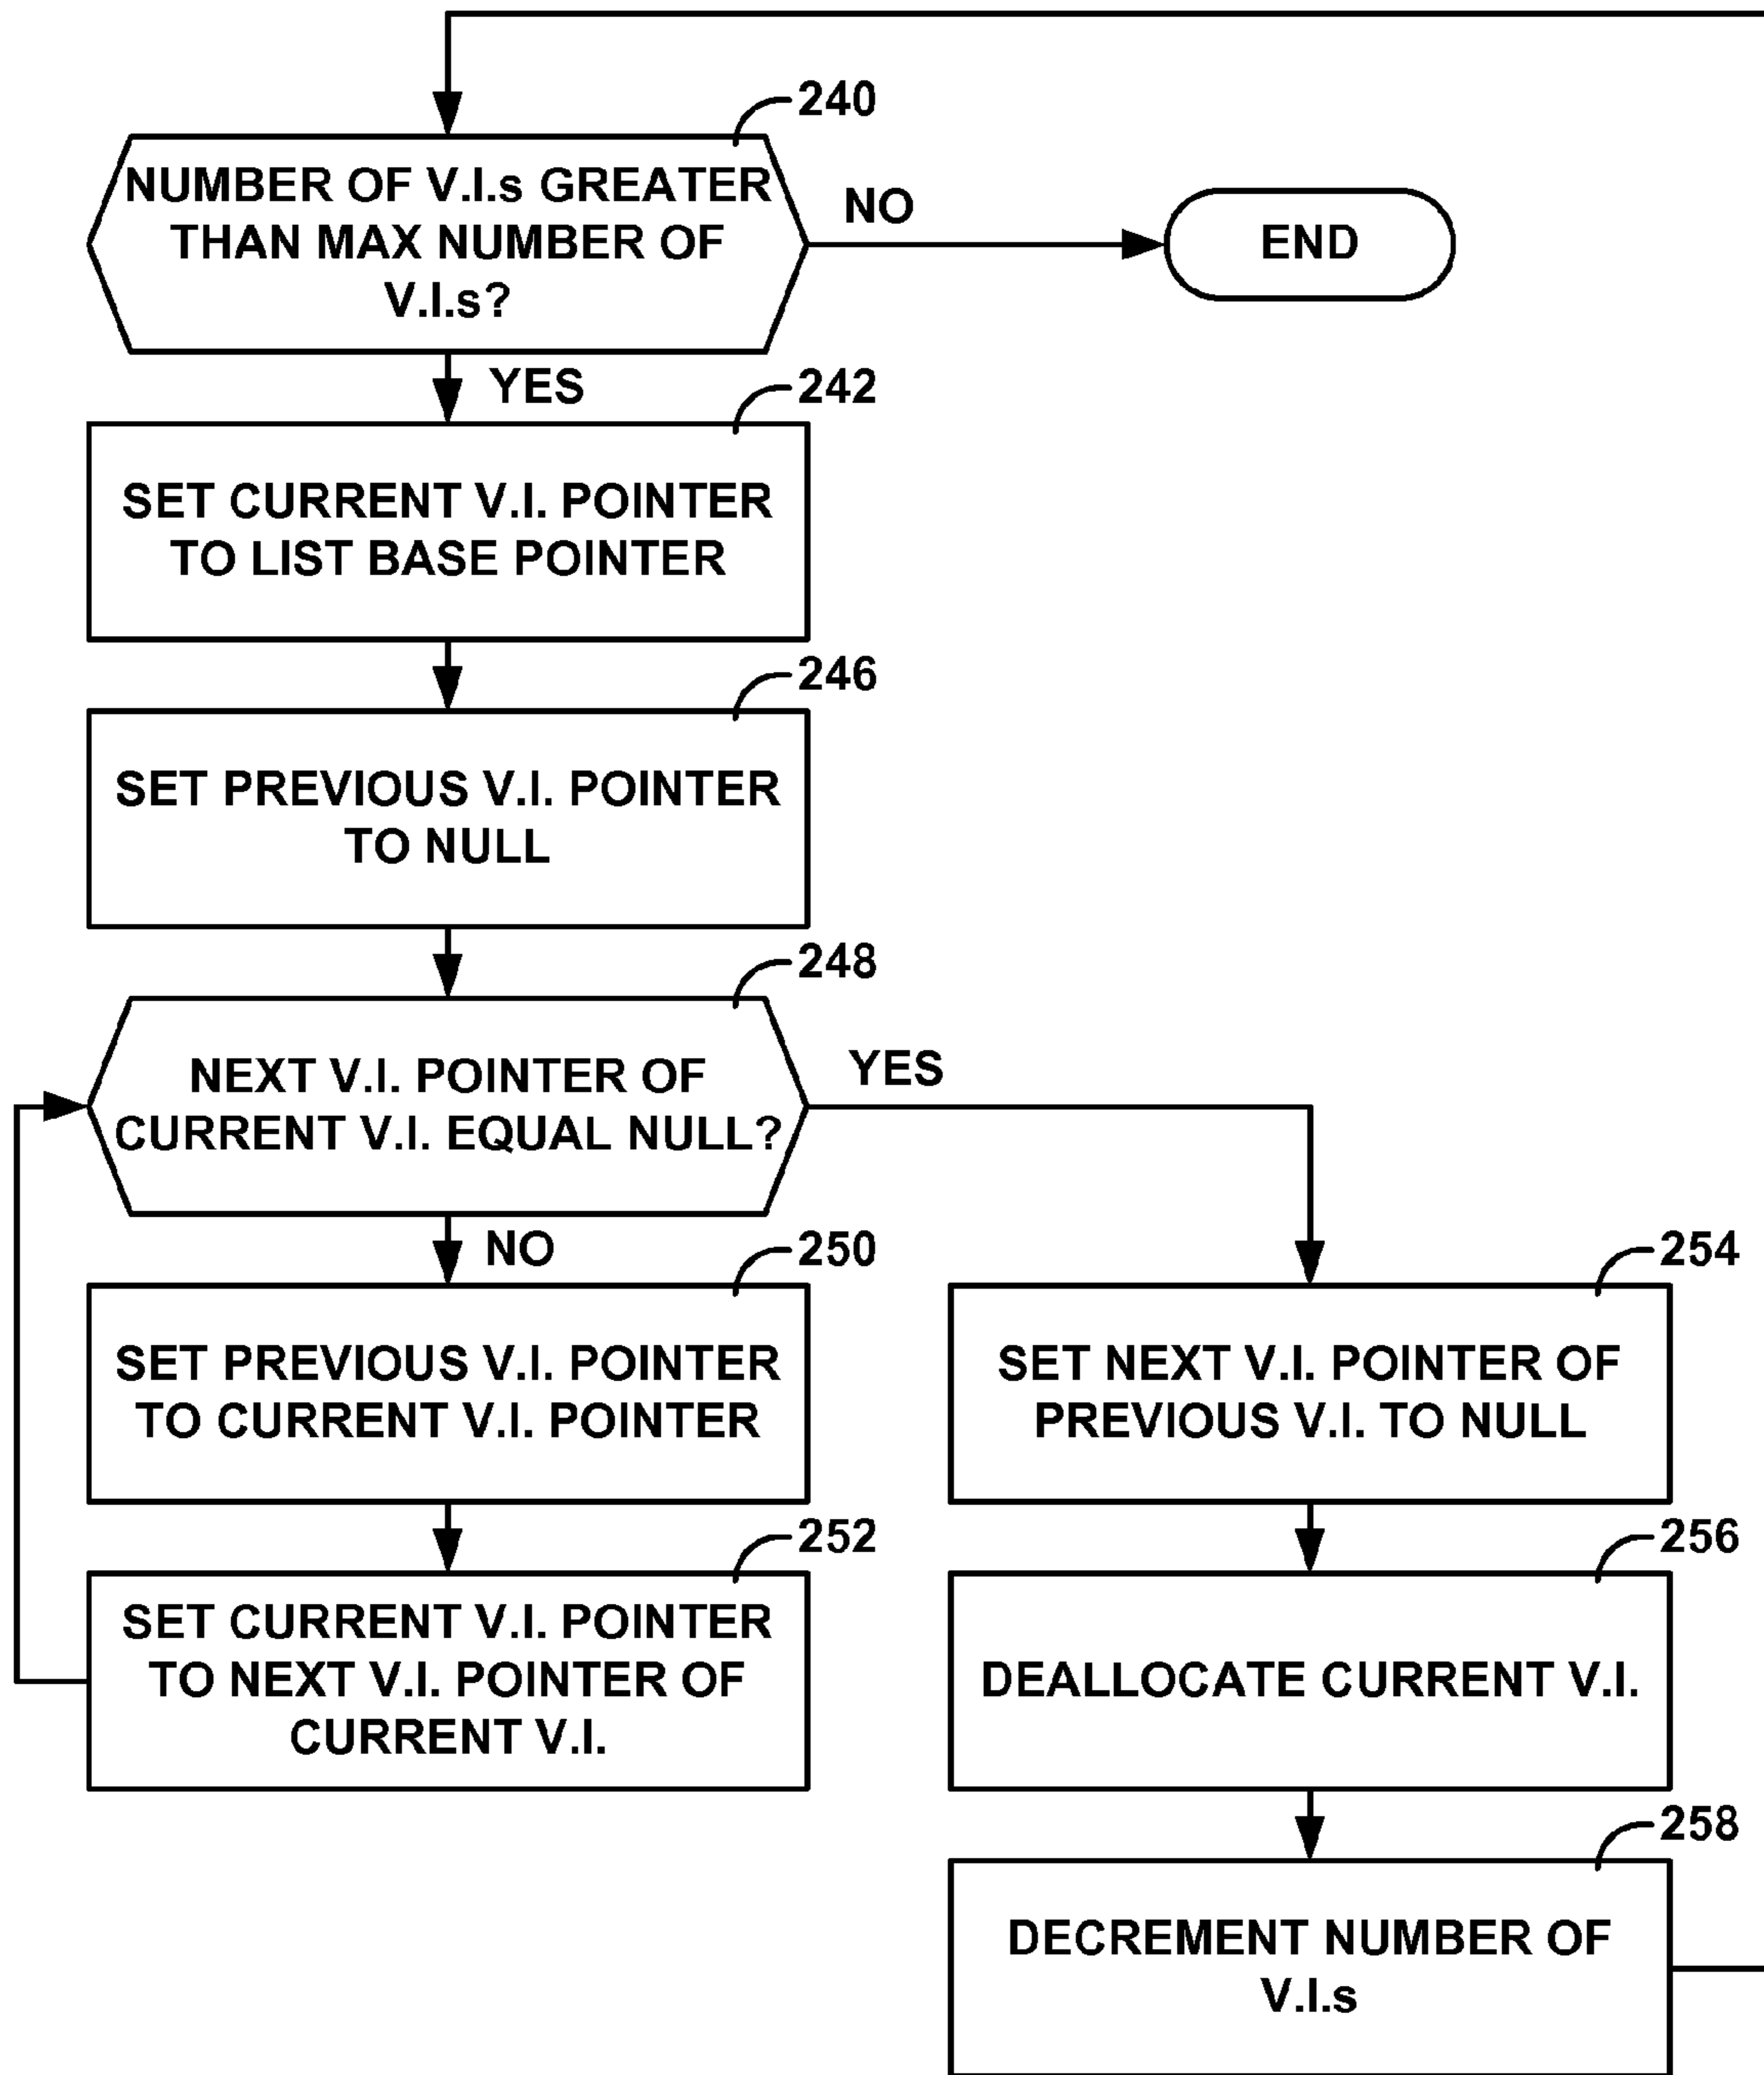 240
NUMBER OF V.I.s GREATER
THAN MAX NUMBER OF
V.I.s?
NO
END
YES
242
SET CURRENT V.I. POINTER
TO LIST BASE POINTER
246
SET PREVIOUS V.I. POINTER
TO NULL
248
NEXT V.I. POINTER OF
CURRENT V.I. EQUAL NULL?
YES
NO
250
SET PREVIOUS V.I. POINTER
TO CURRENT V.I. POINTER
252
SET CURRENT V.I. POINTER
TO NEXT V.I. POINTER OF
CURRENT V.I.
254
SET NEXT V.I. POINTER OF
PREVIOUS V.I. TO NULL
256
DEALLOCATE CURRENT V.I.
258
DECREMENT NUMBER OF
V.I.s